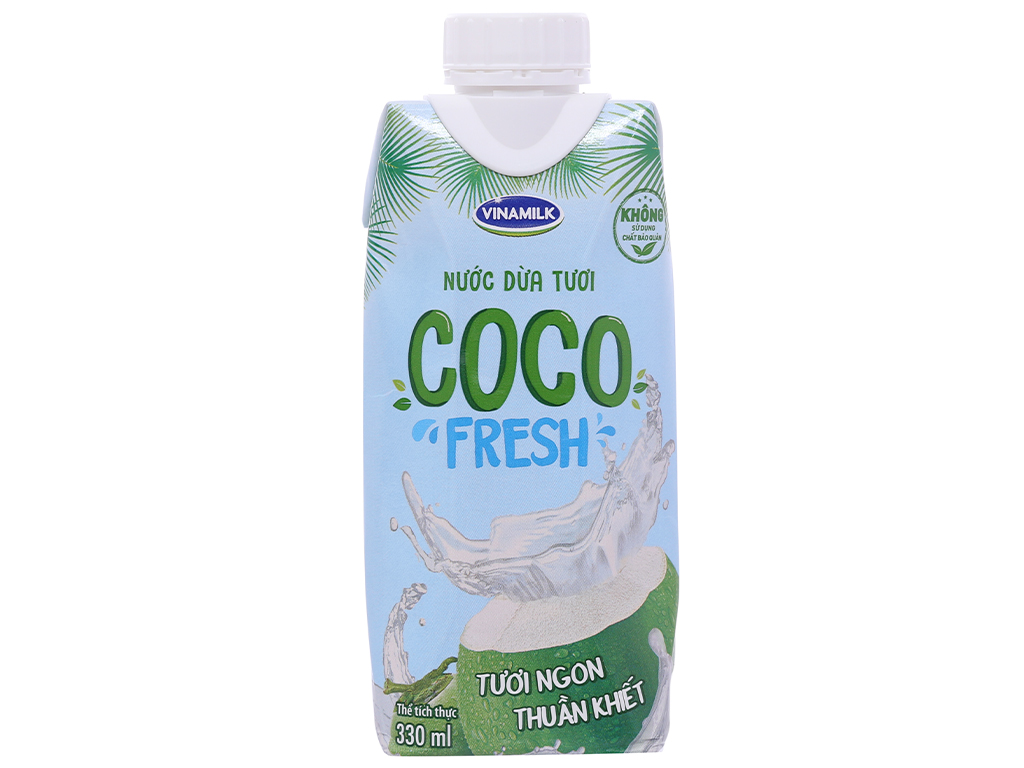 VINAMILK
KHÔNG
SỬ DỤNG
CHẤT BẢO QUẢN
NƯỚC DỪA TƯƠI
COCO
FRESH
TƯƠI NGON
THUẦN KHIẾT
Thể tích thực
330 ml